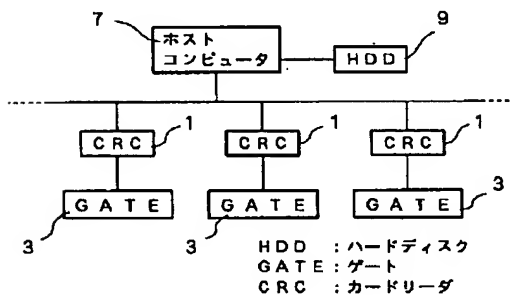 7
9
ホスト
コンピュータ
HDD
1
1
1
CRC
CRC
CRC
GATE
GATE
GATE
3
3
3
HDD :ハードディスク
GATE:ゲート
CRC :カードリーダ